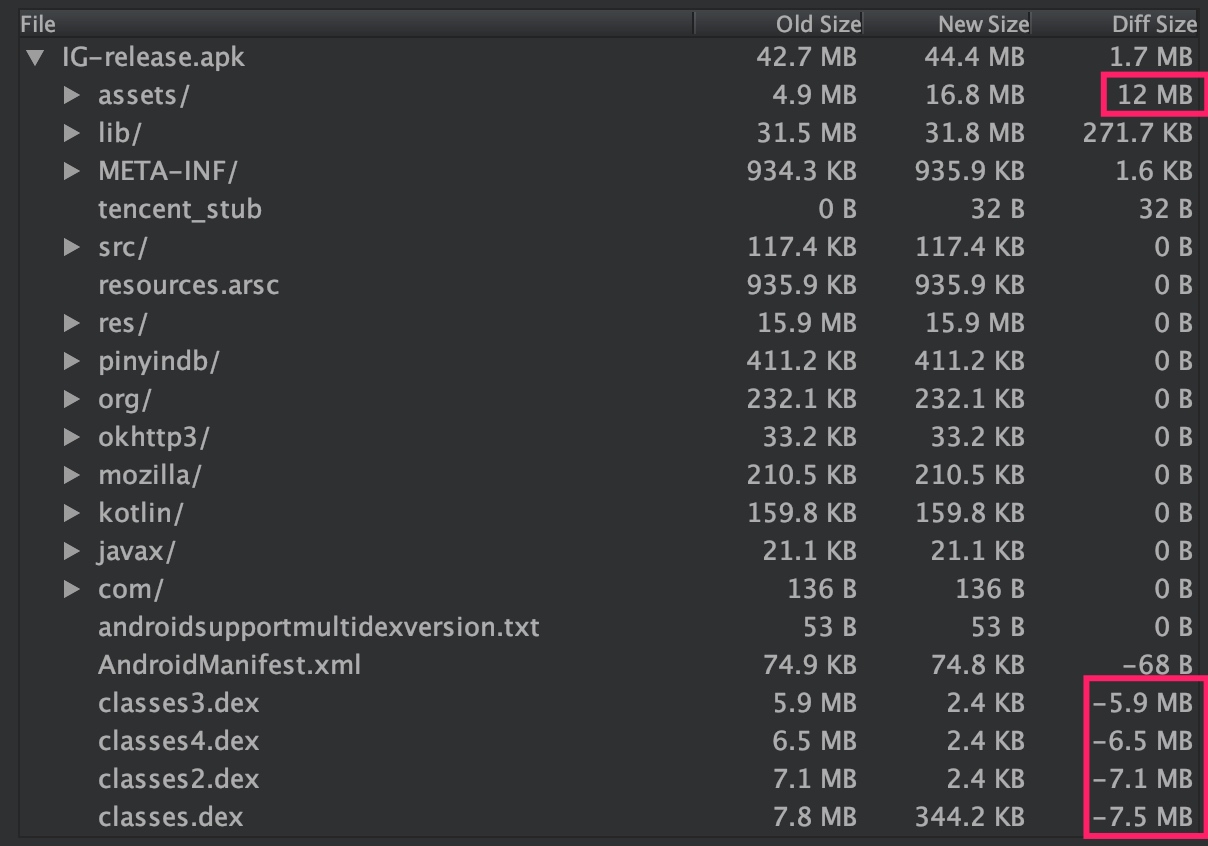 File Old Size New Size Diff Size
IG-release.apk 42.7 MB 44.4 MB 1.7 MB
assets/ 4.9 MB 16.8 MB 12 MB
lib/ 31.5 MB 31.8 MB 271.7 KB
META-INF/ 934.3 KB 935.9 KB 1.6 KB
tencent_stub 0 B 32 B 32 B
src/ 117.4 KB 117.4 KB 0 B
resources.arsc 935.9 KB 935.9 KB 0 B
res/ 15.9 MB 15.9 MB 0 B
pinyindb/ 411.2 KB 411.2 KB 0 B
org/ 232.1 KB 232.1 KB 0 B
okhttp3/ 33.2 KB 33.2 KB 0 B
mozilla/ 210.5 KB 210.5 KB 0 B
kotlin/ 159.8 KB 159.8 KB 0 B
javax/ 21.1 KB 21.1 KB 0 B
com/ 136 B 136 B 0 B
androidsupportmultidexversion.txt 53 B 53 B 0 B
AndroidManifest.xml 74.9 KB 74.8 KB -68 B
classes3.dex 5.9 MB 2.4 KB -5.9 MB
classes4.dex 6.5 MB 2.4 KB -6.5 MB
classes2.dex 7.1 MB 2.4 KB -7.1 MB
classes.dex 7.8 MB 344.2 KB -7.5 MB